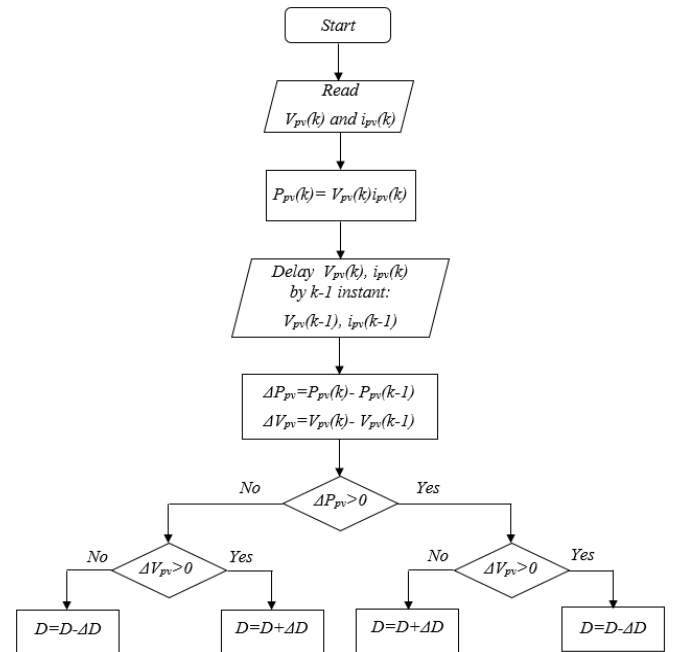 Start
Read
Vpv(k) and ipv(k)
Ppv(k)= Vpv(k)ipv(k)
Delay Vpv(k), ipv(k)
by k-1 instant:
Vpv(k-1), ipv(k-1)
ΔPpv=Ppv(k)- Ppv(k-1)
ΔVpv=Vpv(k)- Vpv(k-1)
No
ΔPpv>0
Yes
No
ΔVpv>0
Yes
No
ΔVpv>0
Yes
D=D-ΔD
D=D+ΔD
D=D+ΔD
D=D-ΔD